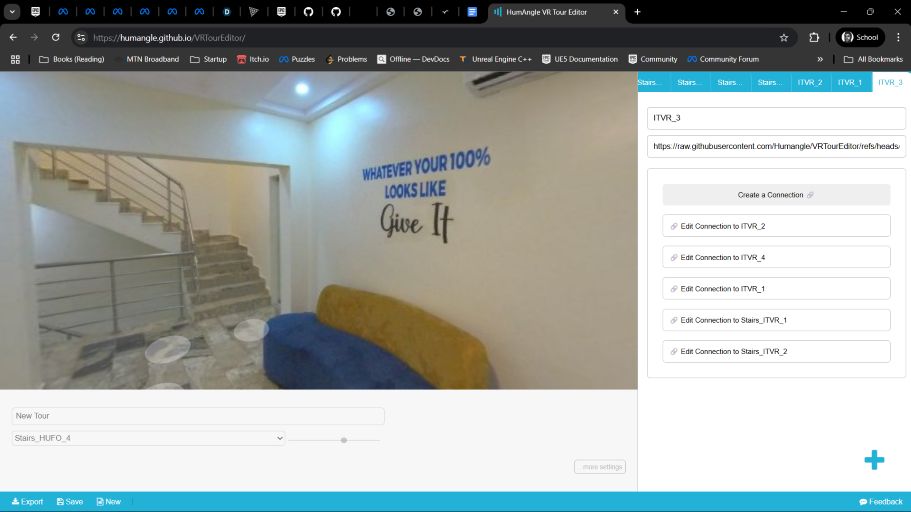 HumAngle VR Tour Editor
https://humangle.github.io/VRTourEditor/
School
Books (Reading)
MTN Broadband
Startup
Itch.io
Puzzles
Problems
Offline — DevDocs
Unreal Engine C++
UE5 Documentation
Community
Community Forum
»
All Bookmarks
Stairs...
Stairs...
Stairs...
Stairs...
ITVR_2
ITVR_1
ITVR_3
WHATEVER YOUR 100%
LOOKS LIKE
Give It
ITVR_3
https://raw.githubusercontent.com/Humangle/VRTourEditor/refs/heads/
Create a Connection
Edit Connection to ITVR_2
Edit Connection to ITVR_4
Edit Connection to ITVR_1
Edit Connection to Stairs_ITVR_1
Edit Connection to Stairs_ITVR_2
New Tour
Stairs_HUFO_4
more settings
Export
Save
New
Feedback